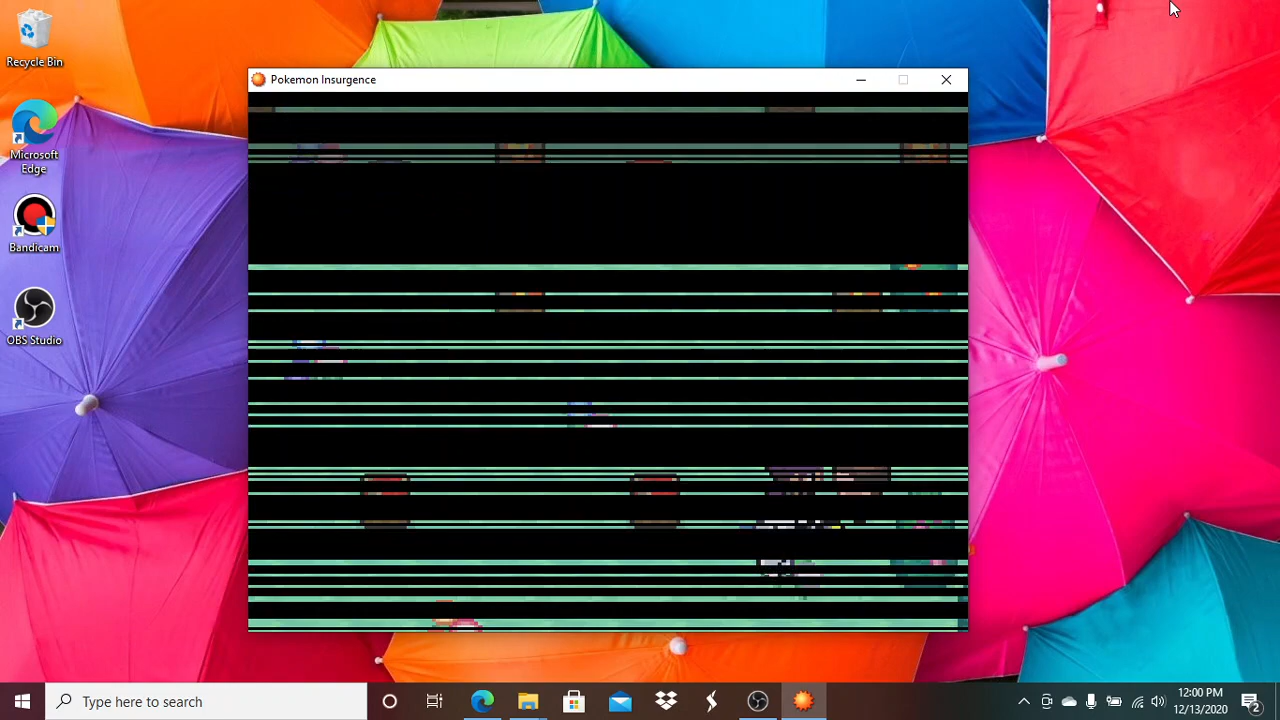 Recycle Bin
Microsoft
Edge
Bandicam
OBS Studio
Pokemon Insurgence
Type here to search
12:00 PM
12/13/2020
2